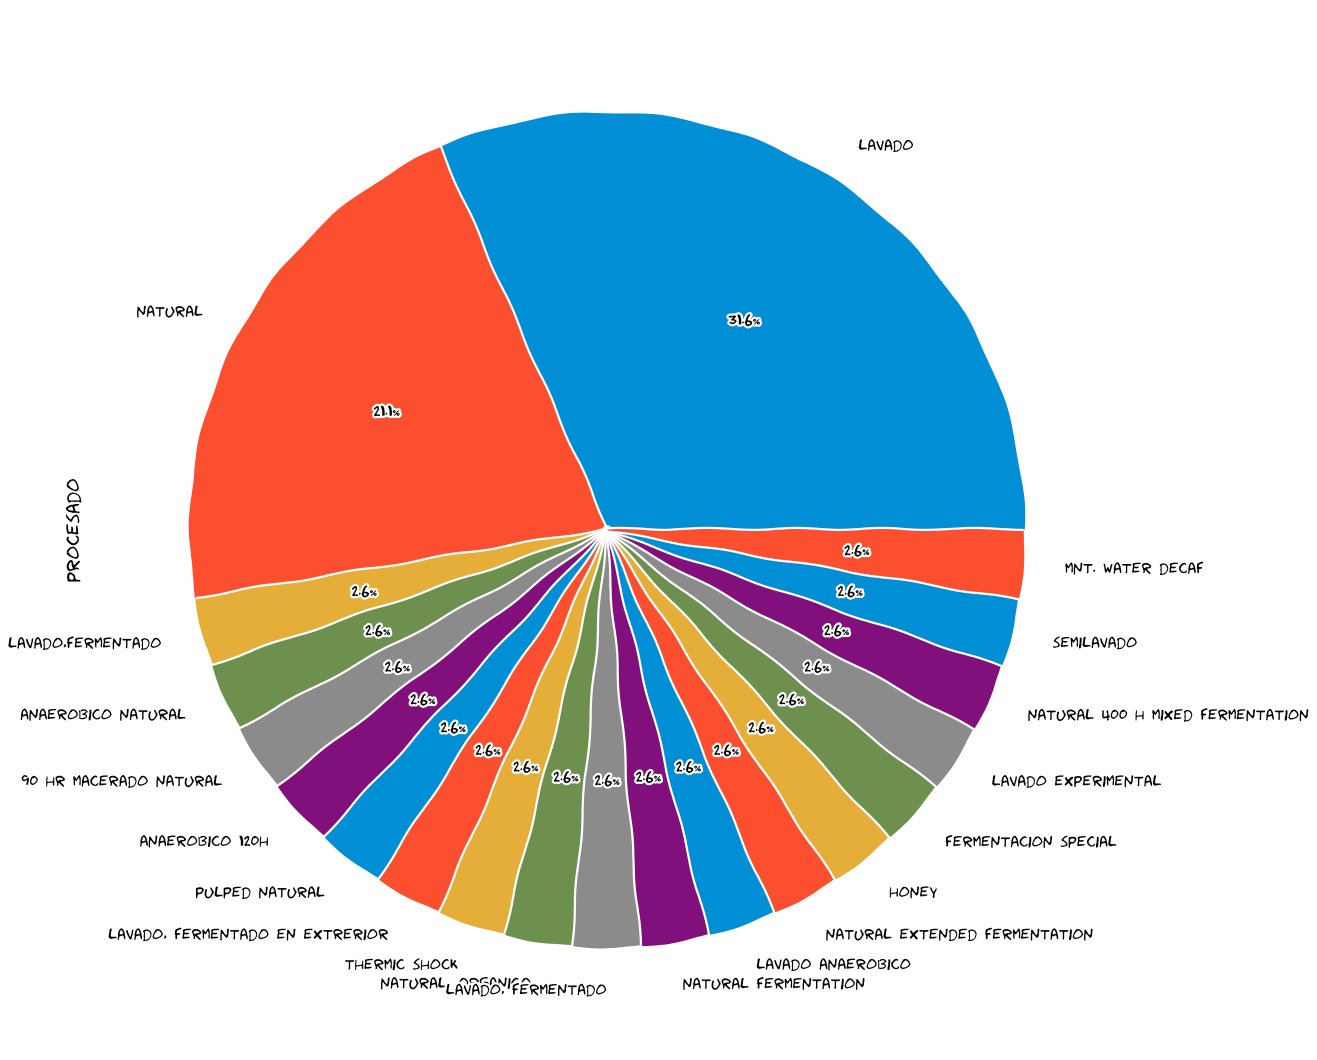 LAVADO
31.6%
NATURAL
21.1%
PROCESADO
2.6%
MNT. WATER DECAF
2.6%
2.6%
LAVADO.FERMENTADO
2.6%
2.6%
SEMILAVADO
2.6%
2.6%
ANAEROBICO NATURAL
NATURAL 400 H MIXED FERMENTATION
2.6%
2.6%
2.6%
2.6%
2.6%
2.6%
2.6%
2.6%
2.6%
2.6%
2.6%
90 HR MACERADO NATURAL
LAVADO EXPERIMENTAL
ANAEROBICO 120H
FERMENTACION SPECIAL
PULPED NATURAL
HONEY
LAVADO, FERMENTADO EN EXTRERIOR
NATURAL EXTENDED FERMENTATION
THERMIC SHOCK
LAVADO ANAEROBICO
NATURAL ORGANICO
LAVADO, FERMENTADO
NATURAL FERMENTATION